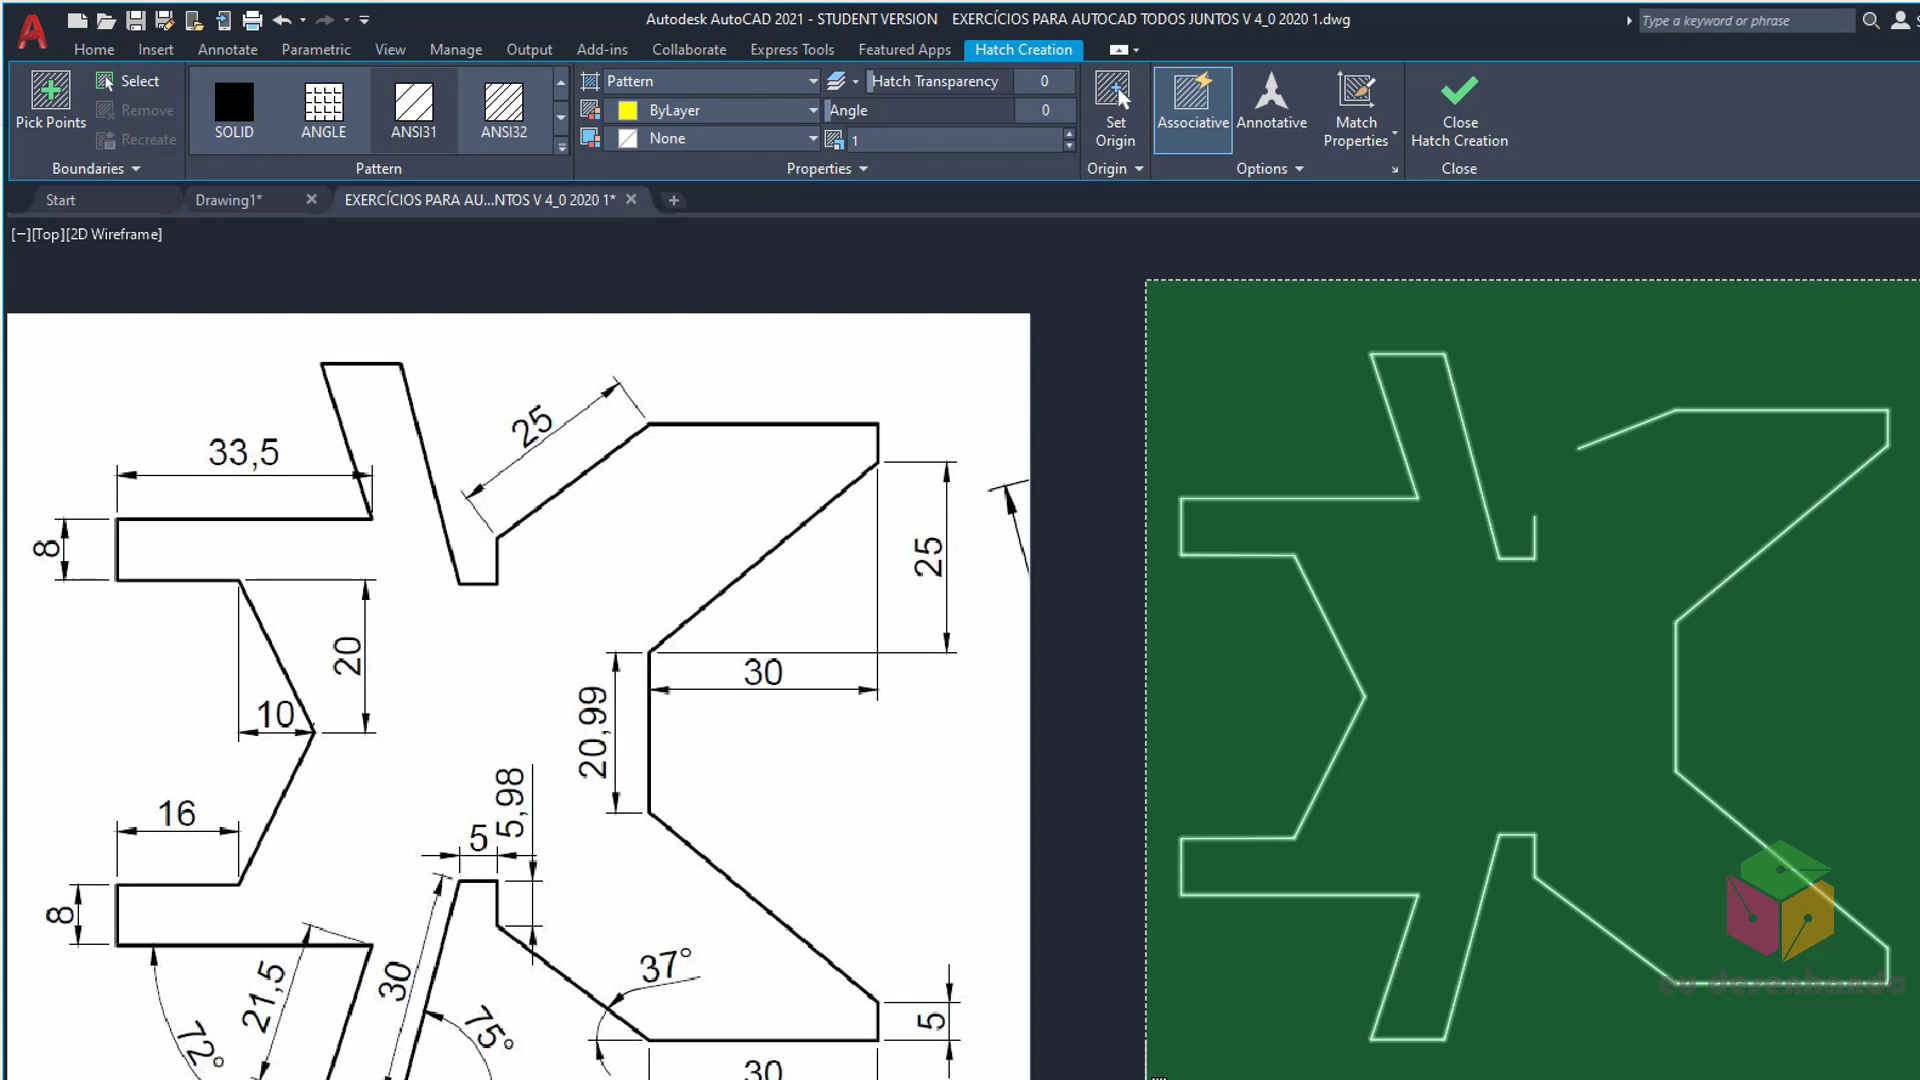 Autodesk AutoCAD 2021 - STUDENT VERSION EXERCÍCIOS PARA AUTOCAD TODOS JUNTOS V 4_0 2020 1.dwg
Type a keyword or phrase
Home Insert Annotate Parametric View Manage Output Add-ins Collaborate Express Tools Featured Apps Hatch Creation
Pick Points
Select
Remove
Recreate
Boundaries
SOLID
ANGLE
ANSI31
ANSI32
Pattern
Pattern
ByLayer
None
Hatch Transparency 0
Angle 0
1
Properties
Set
Origin
Origin
Associative
Annotative
Match
Properties
Options
Close
Hatch Creation
Close
Start
Drawing1*
EXERCÍCIOS PARA AU...NTOS V 4_0 2020 1*
[−][Top][2D Wireframe]
25
33,5
8
25
20
30
10
20,99
5,98
16
5
8
37°
21,5
30
75°
72°
5
30
eu desenhando